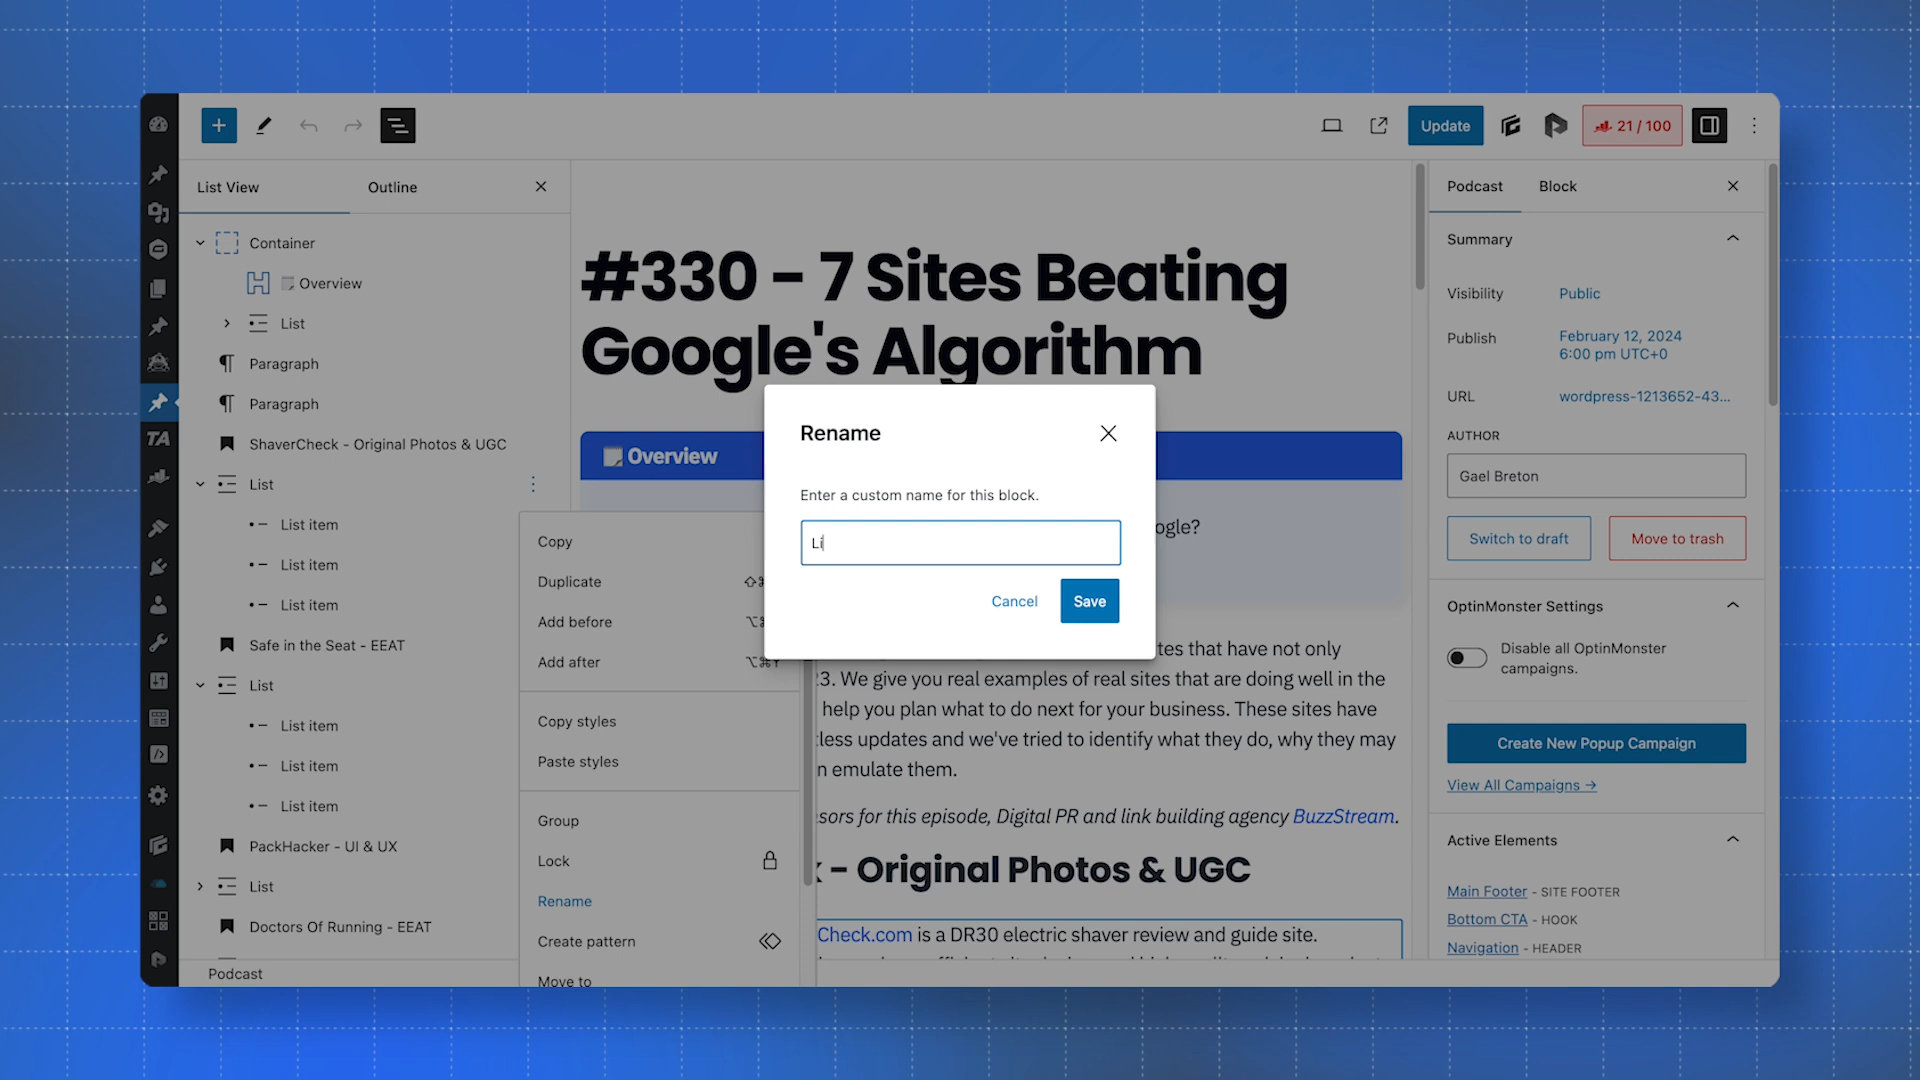 Update
21 / 100
List View
Outline
Container
Overview
List
Paragraph
Paragraph
ShaverCheck - Original Photos & UGC
List
List item
List item
List item
Safe in the Seat - EEAT
List
List item
List item
List item
PackHacker - UI & UX
List
Doctors Of Running - EEAT
Podcast
TA
Copy
Duplicate
Add before
Add after
Copy styles
Paste styles
Group
Lock
Rename
Create pattern
Move to
#330 – 7 Sites Beating
Google's Algorithm
Overview
ogle?
Rename
Enter a custom name for this block.
Li
Cancel
Save
tes that have not only
3. We give you real examples of real sites that are doing well in the
help you plan what to do next for your business. These sites have
less updates and we've tried to identify what they do, why they may
n emulate them.
sors for this episode, Digital PR and link building agency BuzzStream.
– Original Photos & UGC
Check.com is a DR30 electric shaver review and guide site.
Podcast
Block
Summary
Visibility
Public
Publish
February 12, 2024
6:00 pm UTC+0
URL
wordpress-1213652-43...
AUTHOR
Gael Breton
Switch to draft
Move to trash
OptinMonster Settings
Disable all OptinMonster
campaigns.
Create New Popup Campaign
View All Campaigns →
Active Elements
Main Footer - SITE FOOTER
Bottom CTA - HOOK
Navigation - HEADER